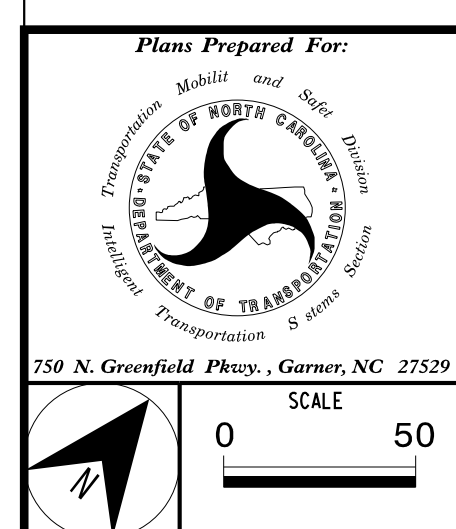 Plans Prepared For:
Transportation Mobilit and Safet Division
STATE OF NORTH CAROLINA
DEPARTMENT OF TRANSPORTATION
Intelligent Transportation S stems Section
750 N. Greenfield Pkwy. , Garner, NC 27529
SCALE
0 50
N